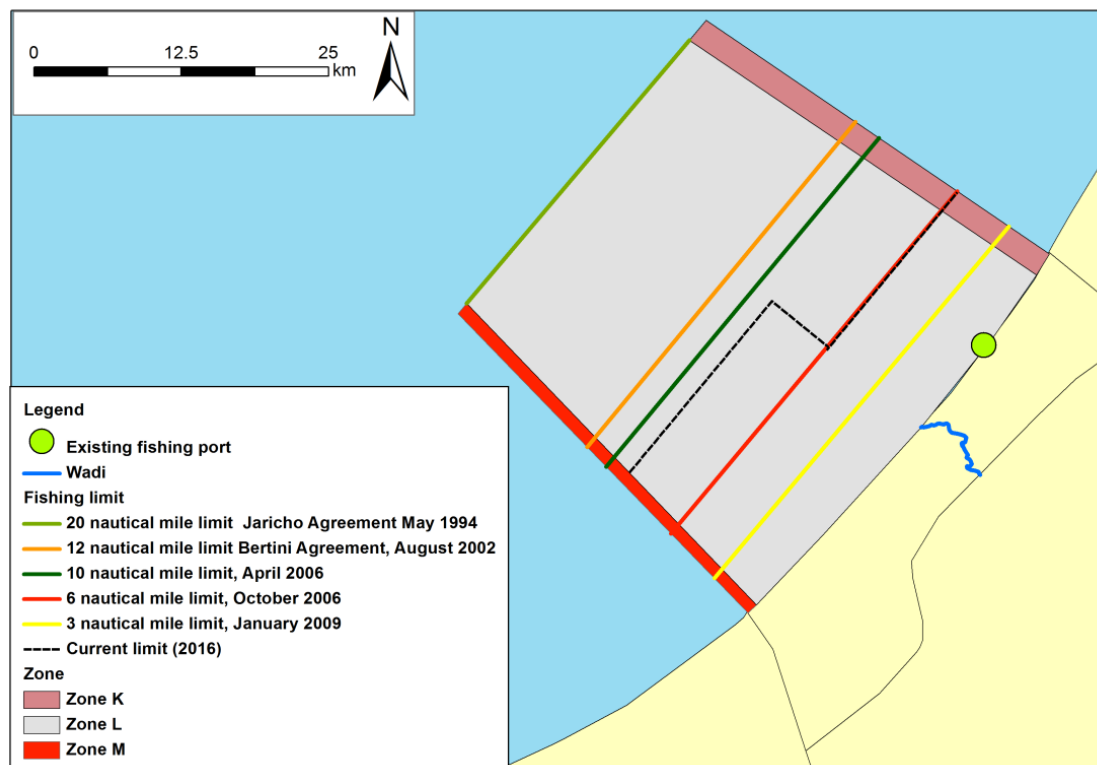 0 12.5 25
km
N
Legend
Existing fishing port
Wadi
Fishing limit
20 nautical mile limit Jaricho Agreement May 1994
12 nautical mile limit Bertini Agreement, August 2002
10 nautical mile limit, April 2006
6 nautical mile limit, October 2006
3 nautical mile limit, January 2009
Current limit (2016)
Zone
Zone K
Zone L
Zone M